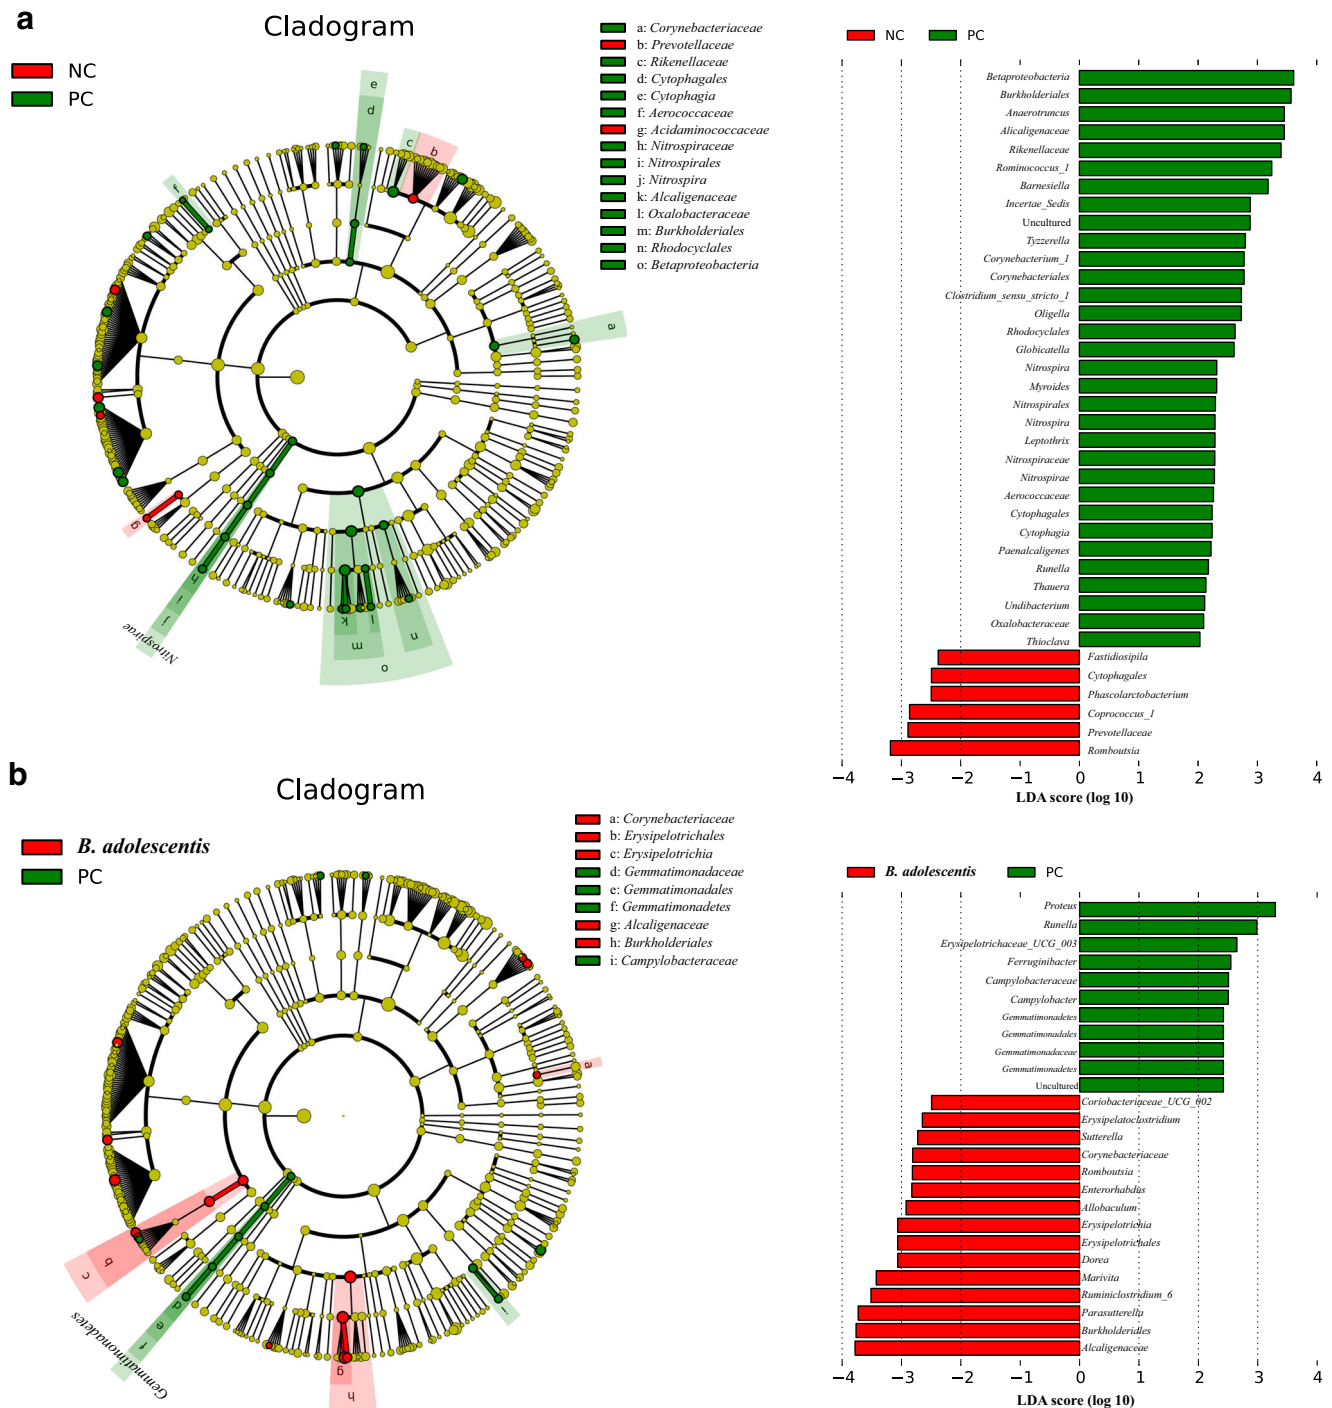 a
Cladogram
NC
PC
a: Corynebacteriaceae
b: Prevotellaceae
c: Rikenellaceae
d: Cytophagales
e: Cytophagia
f: Aerococcaceae
g: Acidaminococcaceae
h: Nitrospiraceae
i: Nitrospirales
j: Nitrospira
k: Alcaligenaceae
l: Oxalobacteraceae
m: Burkholderiales
n: Rhodocyclales
o: Betaproteobacteria
e
d
c
b
f
a
g
h
i
j
Nitrospirae
k
l
m
n
o
NC PC
Betaproteobacteria
Burkholderiales
Anaerotruncus
Alicaligenaceae
Rikenellaceae
Rominococcus_1
Barnesiella
Incertae_Sedis
Uncultured
Tyzzerella
Corynebacterium_1
Corynebacteriales
Clostridium_sensu_stricto_1
Oligella
Rhodocyclales
Globicatella
Nitrospira
Myroides
Nitrospirales
Nitrospira
Leptothrix
Nitrospiraceae
Nitrospirae
Aerococcaceae
Cytophagales
Cytophagia
Paenalcaligenes
Runella
Thauera
Undibacterium
Oxalobacteraceae
Thioclava
Fastidiosipila
Cytophagales
Phascolarctobacterium
Coprococcus_1
Prevotellaceae
Romboutsia
−4 −3 −2 −1 0 1 2 3 4
LDA score (log 10)
b
Cladogram
B. adolescentis
PC
a: Corynebacteriaceae
b: Erysipelotrichales
c: Erysipelotrichia
d: Gemmatimonadaceae
e: Gemmatimonadales
f: Gemmatimonadetes
g: Alcaligenaceae
h: Burkholderiales
i: Campylobacteraceae
a
b
c
d
e
f
Gemmatimonadetes
g
h
i
B. adolescentis PC
Proteus
Runella
Erysipelotrichaceae_UCG_003
Ferruginibacter
Campylobacteraceae
Campylobacter
Gemmatimonadetes
Gemmatimonadales
Gemmatimonadaceae
Gemmatimonadetes
Uncultured
Coriobacteriaceae_UCG_002
Erysipelatoclostridium
Sutterella
Corynebacteriaceae
Romboutsia
Enterorhabdus
Allobaculum
Erysipelotrichia
Erysipelotrichales
Dorea
Marivita
Ruminiclostridium_6
Parasutterella
Burkholderiales
Alcaligenaceae
−4 −3 −2 −1 0 1 2 3 4
LDA score (log 10)